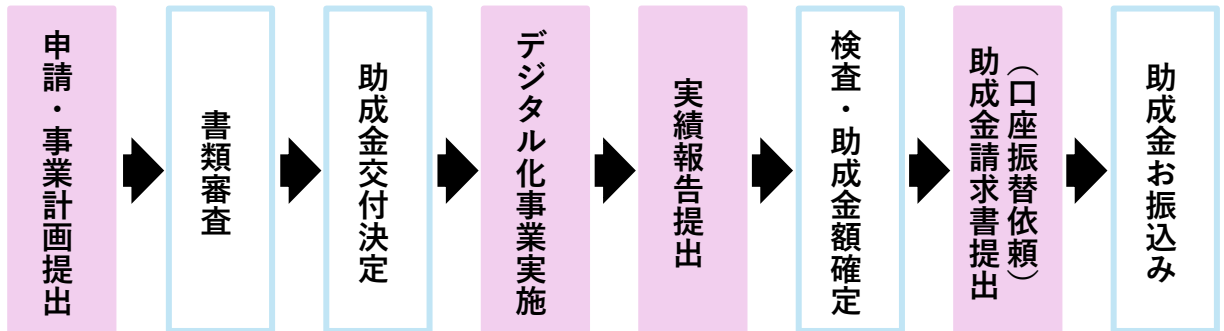 申請・事業計画提出
書類審査
助成金交付決定
デジタル化事業実施
実績報告提出
検査・助成金額確定
（口座振替依頼）
助成金請求書提出
助成金お振込み